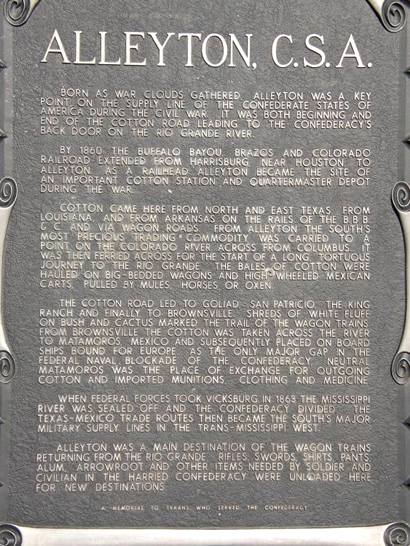 ALLEYTON, C.S.A.
BORN AS WAR CLOUDS GATHERED, ALLEYTON WAS A KEY
POINT ON THE SUPPLY LINE OF THE CONFEDERATE STATES OF
AMERICA DURING THE CIVIL WAR. IT WAS BOTH BEGINNING AND
END OF THE COTTON ROAD LEADING TO THE CONFEDERACY'S
BACK DOOR ON THE RIO GRANDE RIVER.
BY 1860 THE BUFFALO BAYOU, BRAZOS AND COLORADO
RAILROAD EXTENDED FROM HARRISBURG, NEAR HOUSTON, TO
ALLEYTON. AS A RAILHEAD ALLEYTON BECAME THE SITE OF
AN IMPORTANT COTTON STATION AND QUARTERMASTER DEPOT
DURING THE WAR.
COTTON CAME HERE FROM NORTH AND EAST TEXAS, FROM
LOUISIANA, AND FROM ARKANSAS ON THE RAILS OF THE B.B.B.
& C. AND VIA WAGON ROADS. FROM ALLEYTON THE SOUTH'S
MOST PRECIOUS TRADING COMMODITY WAS CARRIED TO A
POINT ON THE COLORADO RIVER ACROSS FROM COLUMBUS. IT
WAS THEN FERRIED ACROSS FOR THE START OF A LONG, TORTUOUS
JOURNEY TO THE RIO GRANDE. THE BALES OF COTTON WERE
HAULED ON BIG-BEDDED WAGONS AND HIGH-WHEELED MEXICAN
CARTS, PULLED BY MULES, HORSES OR OXEN.
THE COTTON ROAD LED TO GOLIAD, SAN PATRICIO, THE KING
RANCH AND FINALLY TO BROWNSVILLE. SHREDS OF WHITE FLUFF
ON BUSH AND CACTUS MARKED THE TRAIL OF THE WAGON TRAINS.
FROM BROWNSVILLE THE COTTON WAS TAKEN ACROSS THE RIVER
TO MATAMOROS, MEXICO AND SUBSEQUENTLY PLACED ON BOARD
SHIPS BOUND FOR EUROPE. AS THE ONLY MAJOR GAP IN THE
FEDERAL NAVAL BLOCKADE OF THE CONFEDERACY, NEUTRAL
MATAMOROS WAS THE PLACE OF EXCHANGE FOR OUTGOING
COTTON AND IMPORTED MUNITIONS, CLOTHING AND MEDICINE.
WHEN FEDERAL FORCES TOOK VICKSBURG IN 1863 THE MISSISSIPPI
RIVER WAS SEALED OFF AND THE CONFEDERACY DIVIDED. THE
TEXAS-MEXICO TRADE ROUTES THEN BECAME THE SOUTH'S MAJOR
MILITARY SUPPLY LINES IN THE TRANS-MISSISSIPPI WEST.
ALLEYTON WAS A MAIN DESTINATION OF THE WAGON TRAINS
RETURNING FROM THE RIO GRANDE. RIFLES, SWORDS, SHIRTS, PANTS,
ALUM, ARROWROOT AND OTHER ITEMS NEEDED BY SOLDIER AND
CIVILIAN IN THE HARRIED CONFEDERACY WERE UNLOADED HERE
FOR NEW DESTINATIONS.
A MEMORIAL TO TEXANS WHO SERVED THE CONFEDERACY